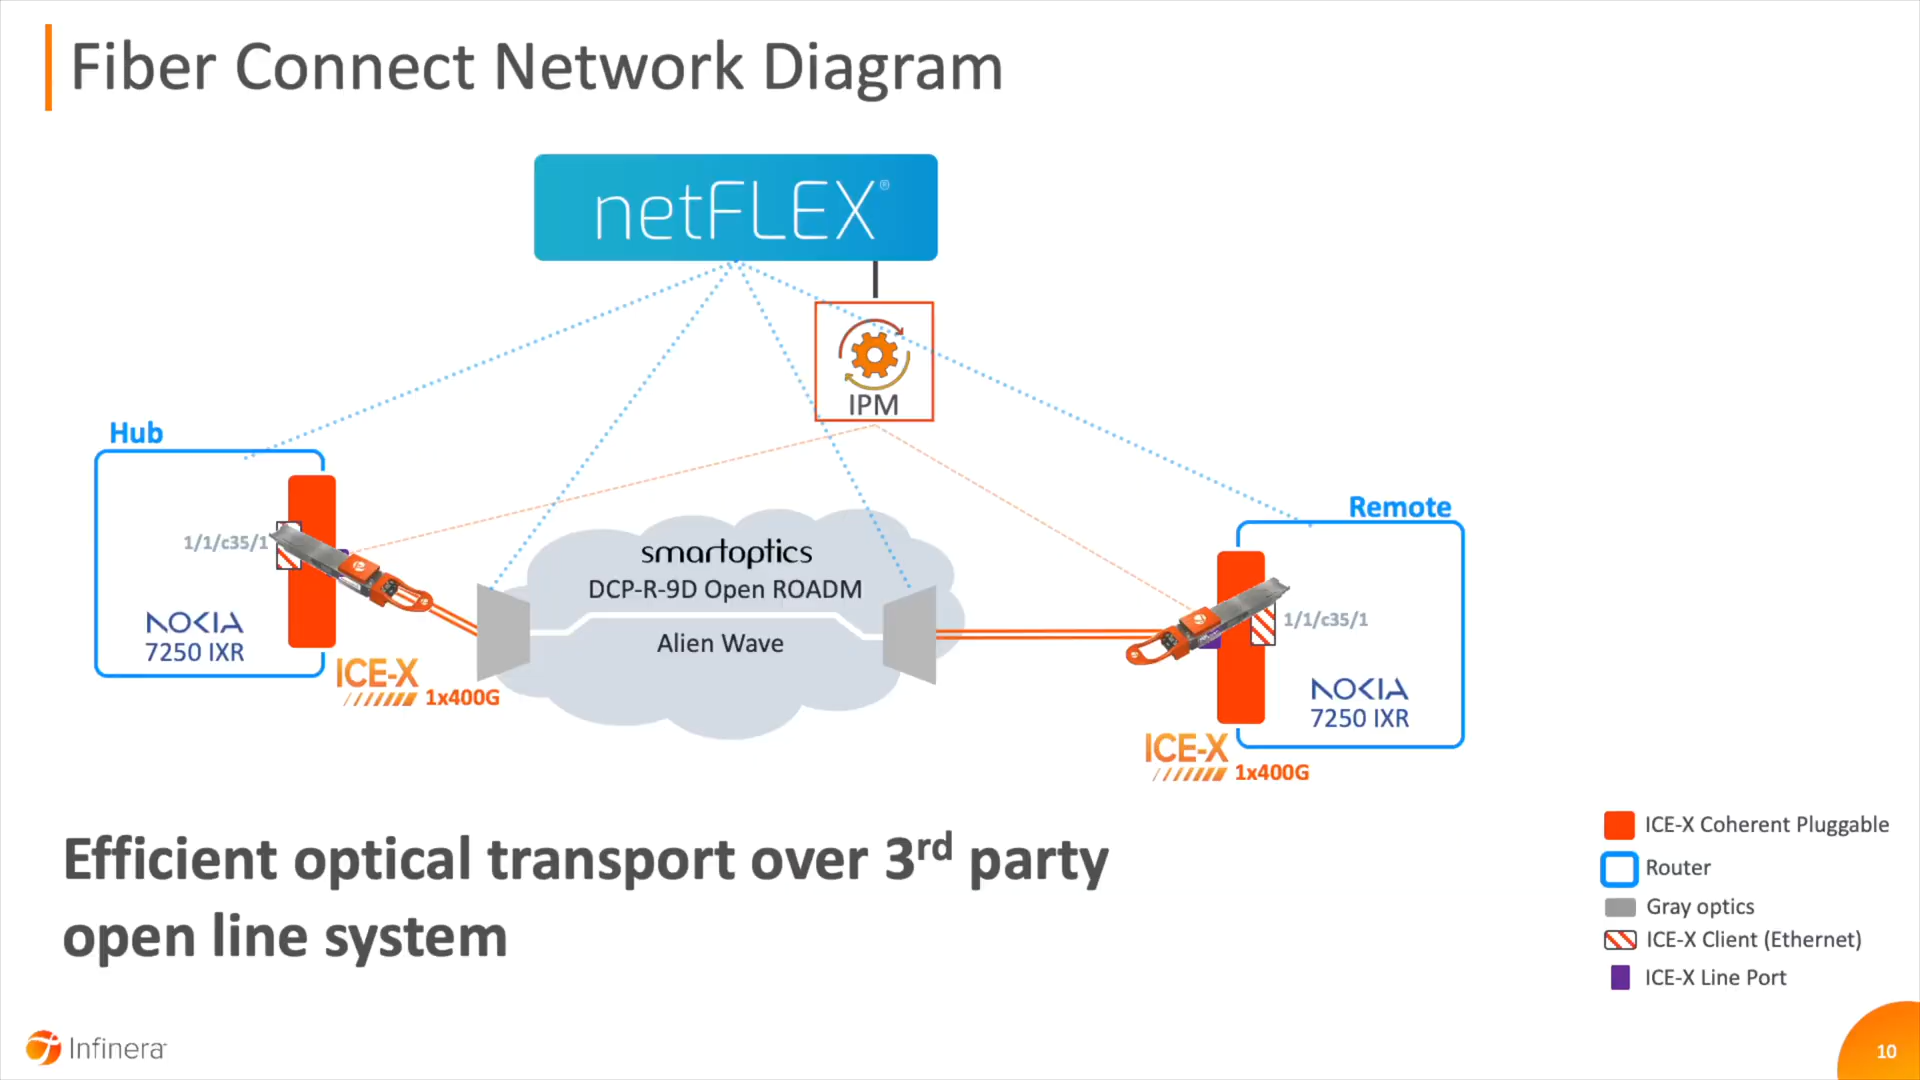 Fiber Connect Network Diagram
netFLEX®
IPM
Hub
1/1/c35/1
NOKIA
7250 IXR
ICE-X
1x400G
smartoptics
DCP-R-9D Open ROADM
Alien Wave
Remote
1/1/c35/1
NOKIA
7250 IXR
ICE-X
1x400G
Efficient optical transport over 3rd party
open line system
ICE-X Coherent Pluggable
Router
Gray optics
ICE-X Client (Ethernet)
ICE-X Line Port
Infinera
10